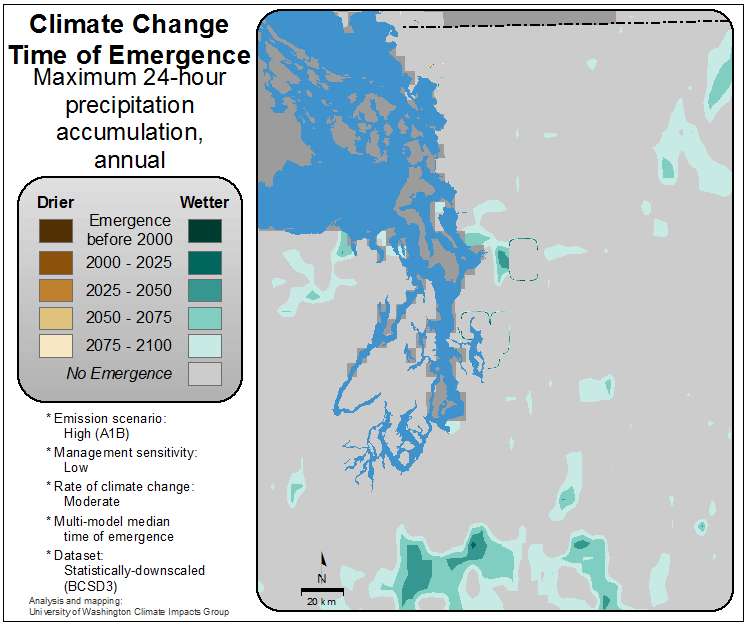 Climate Change
Time of Emergence
Maximum 24-hour
precipitation
accumulation,
annual
Drier
Wetter
Emergence
before 2000
2000 - 2025
2025 - 2050
2050 - 2075
2075 - 2100
No Emergence
* Emission scenario:
High (A1B)
* Management sensitivity:
Low
* Rate of climate change:
Moderate
* Multi-model median
time of emergence
* Dataset:
Statistically-downscaled
(BCSD3)
Analysis and mapping:
University of Washington Climate Impacts Group
N
20 km